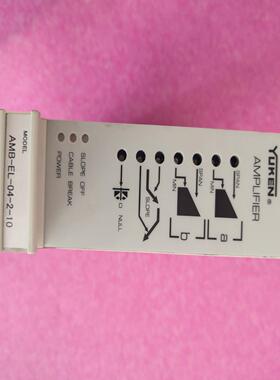 YUKEN®
AMPLIFIER
a
SPAN
MIN
b
SPAN
MIN
SLOPE
NULL
SLOPE OFF
CABLE BREAK
POWER
MODEL
AMB-EL-04-2-10